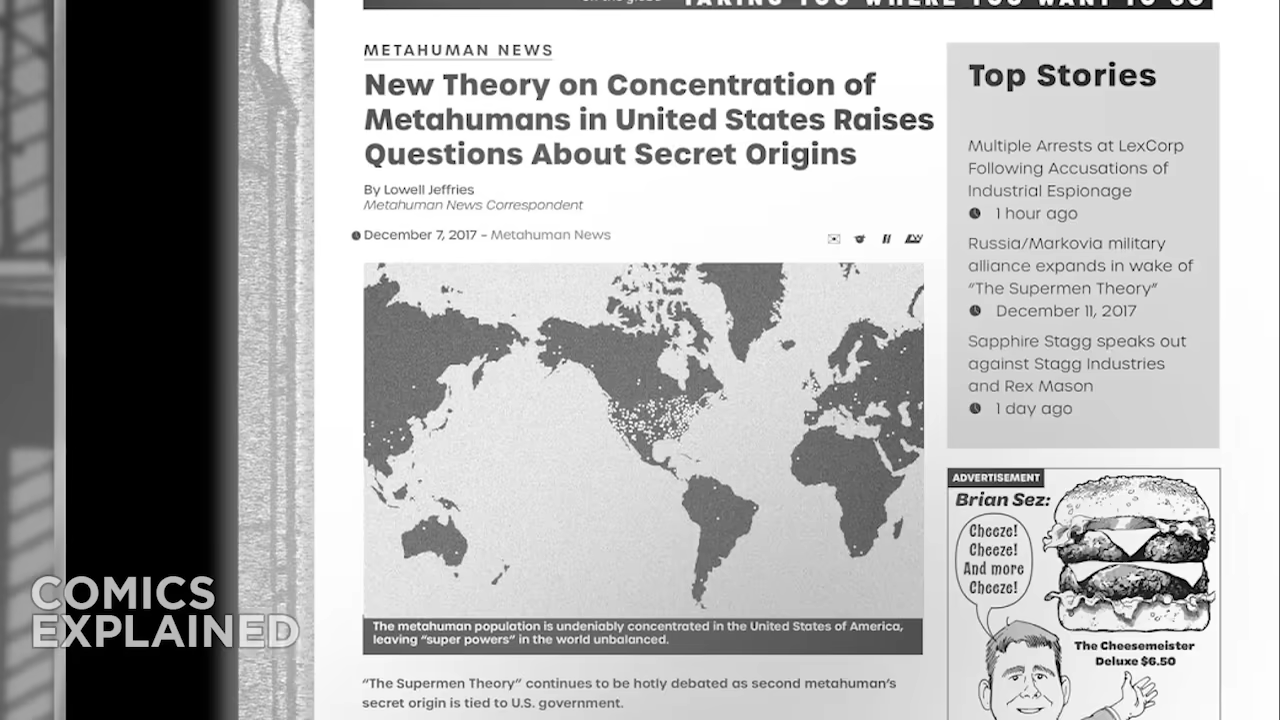 on the globe TAKING YOU WHERE YOU WANT TO GO
METAHUMAN NEWS
New Theory on Concentration of
Metahumans in United States Raises
Questions About Secret Origins
By Lowell Jeffries
Metahuman News Correspondent
December 7, 2017 – Metahuman News
The metahuman population is undeniably concentrated in the United States of America,
leaving “super powers” in the world unbalanced.
“The Supermen Theory” continues to be hotly debated as second metahuman’s
secret origin is tied to U.S. government.
Top Stories
Multiple Arrests at LexCorp
Following Accusations of
Industrial Espionage
1 hour ago
Russia/Markovia military
alliance expands in wake of
“The Supermen Theory”
December 11, 2017
Sapphire Stagg speaks out
against Stagg Industries
and Rex Mason
1 day ago
ADVERTISEMENT
Brian Sez:
Cheeze!
Cheeze!
And more
Cheeze!
The Cheesemeister
Deluxe $6.50
COMICS
EXPLAINED